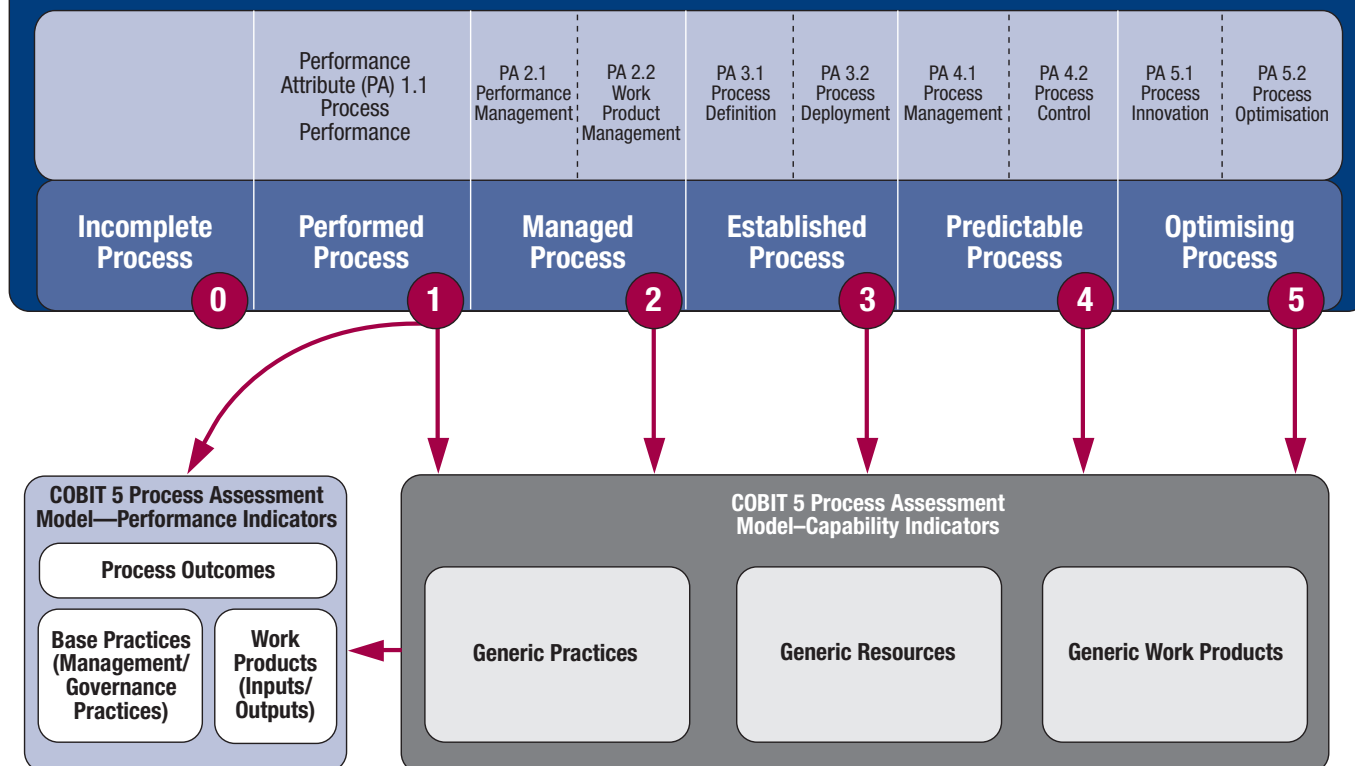 Performance
Attribute (PA) 1.1
Process
Performance
PA 2.1
Performance
Management
PA 2.2
Work
Product
Management
PA 3.1
Process
Definition
PA 3.2
Process
Deployment
PA 4.1
Process
Management
PA 4.2
Process
Control
PA 5.1
Process
Innovation
PA 5.2
Process
Optimisation
Incomplete
Process
0
Performed
Process
1
Managed
Process
2
Established
Process
3
Predictable
Process
4
Optimising
Process
5
COBIT 5 Process Assessment
Model—Performance Indicators
Process Outcomes
Base Practices
(Management/
Governance
Practices)
Work
Products
(Inputs/
Outputs)
COBIT 5 Process Assessment
Model–Capability Indicators
Generic Practices
Generic Resources
Generic Work Products